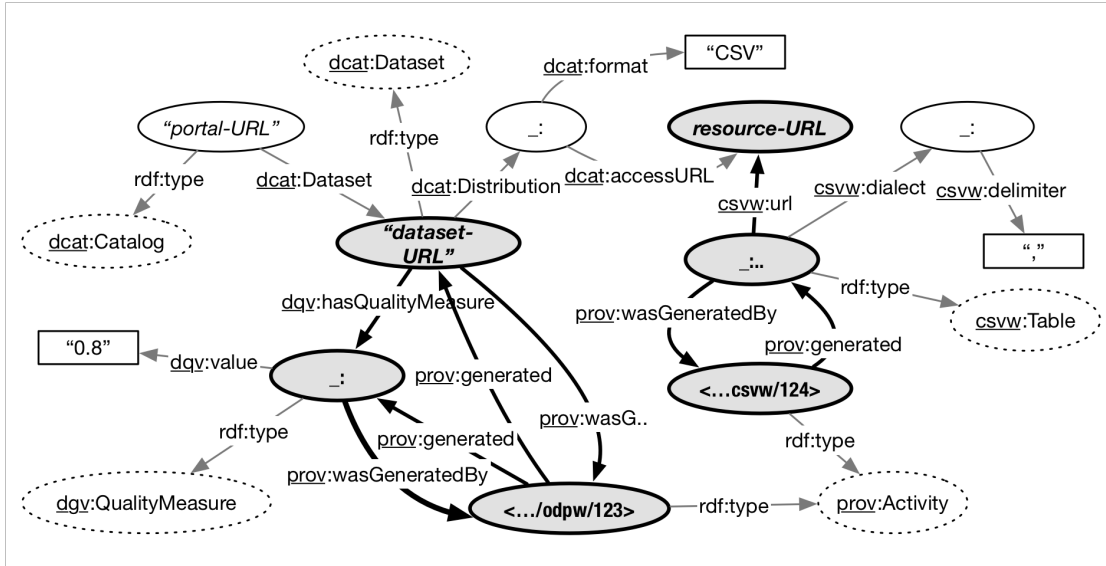 dcat:Dataset
dcat:format
“CSV”
“portal-URL”
_:
resource-URL
_:
rdf:type
rdf:type
dcat:Dataset
dcat:Distribution
dcat:accessURL
csvw:url
csvw:dialect
csvw:delimiter
dcat:Catalog
“dataset-
URL”
_:..
“,”
rdf:type
dqv:hasQualityMeasure
prov:wasGeneratedBy
csvw:Table
“0.8”
dqv:value
prov:generated
_:
prov:generated
<...csvw/124>
prov:wasG..
rdf:type
prov:generated
rdf:type
prov:wasGeneratedBy
dgv:QualityMeasure
<.../odpw/123>
rdf:type
prov:Activity